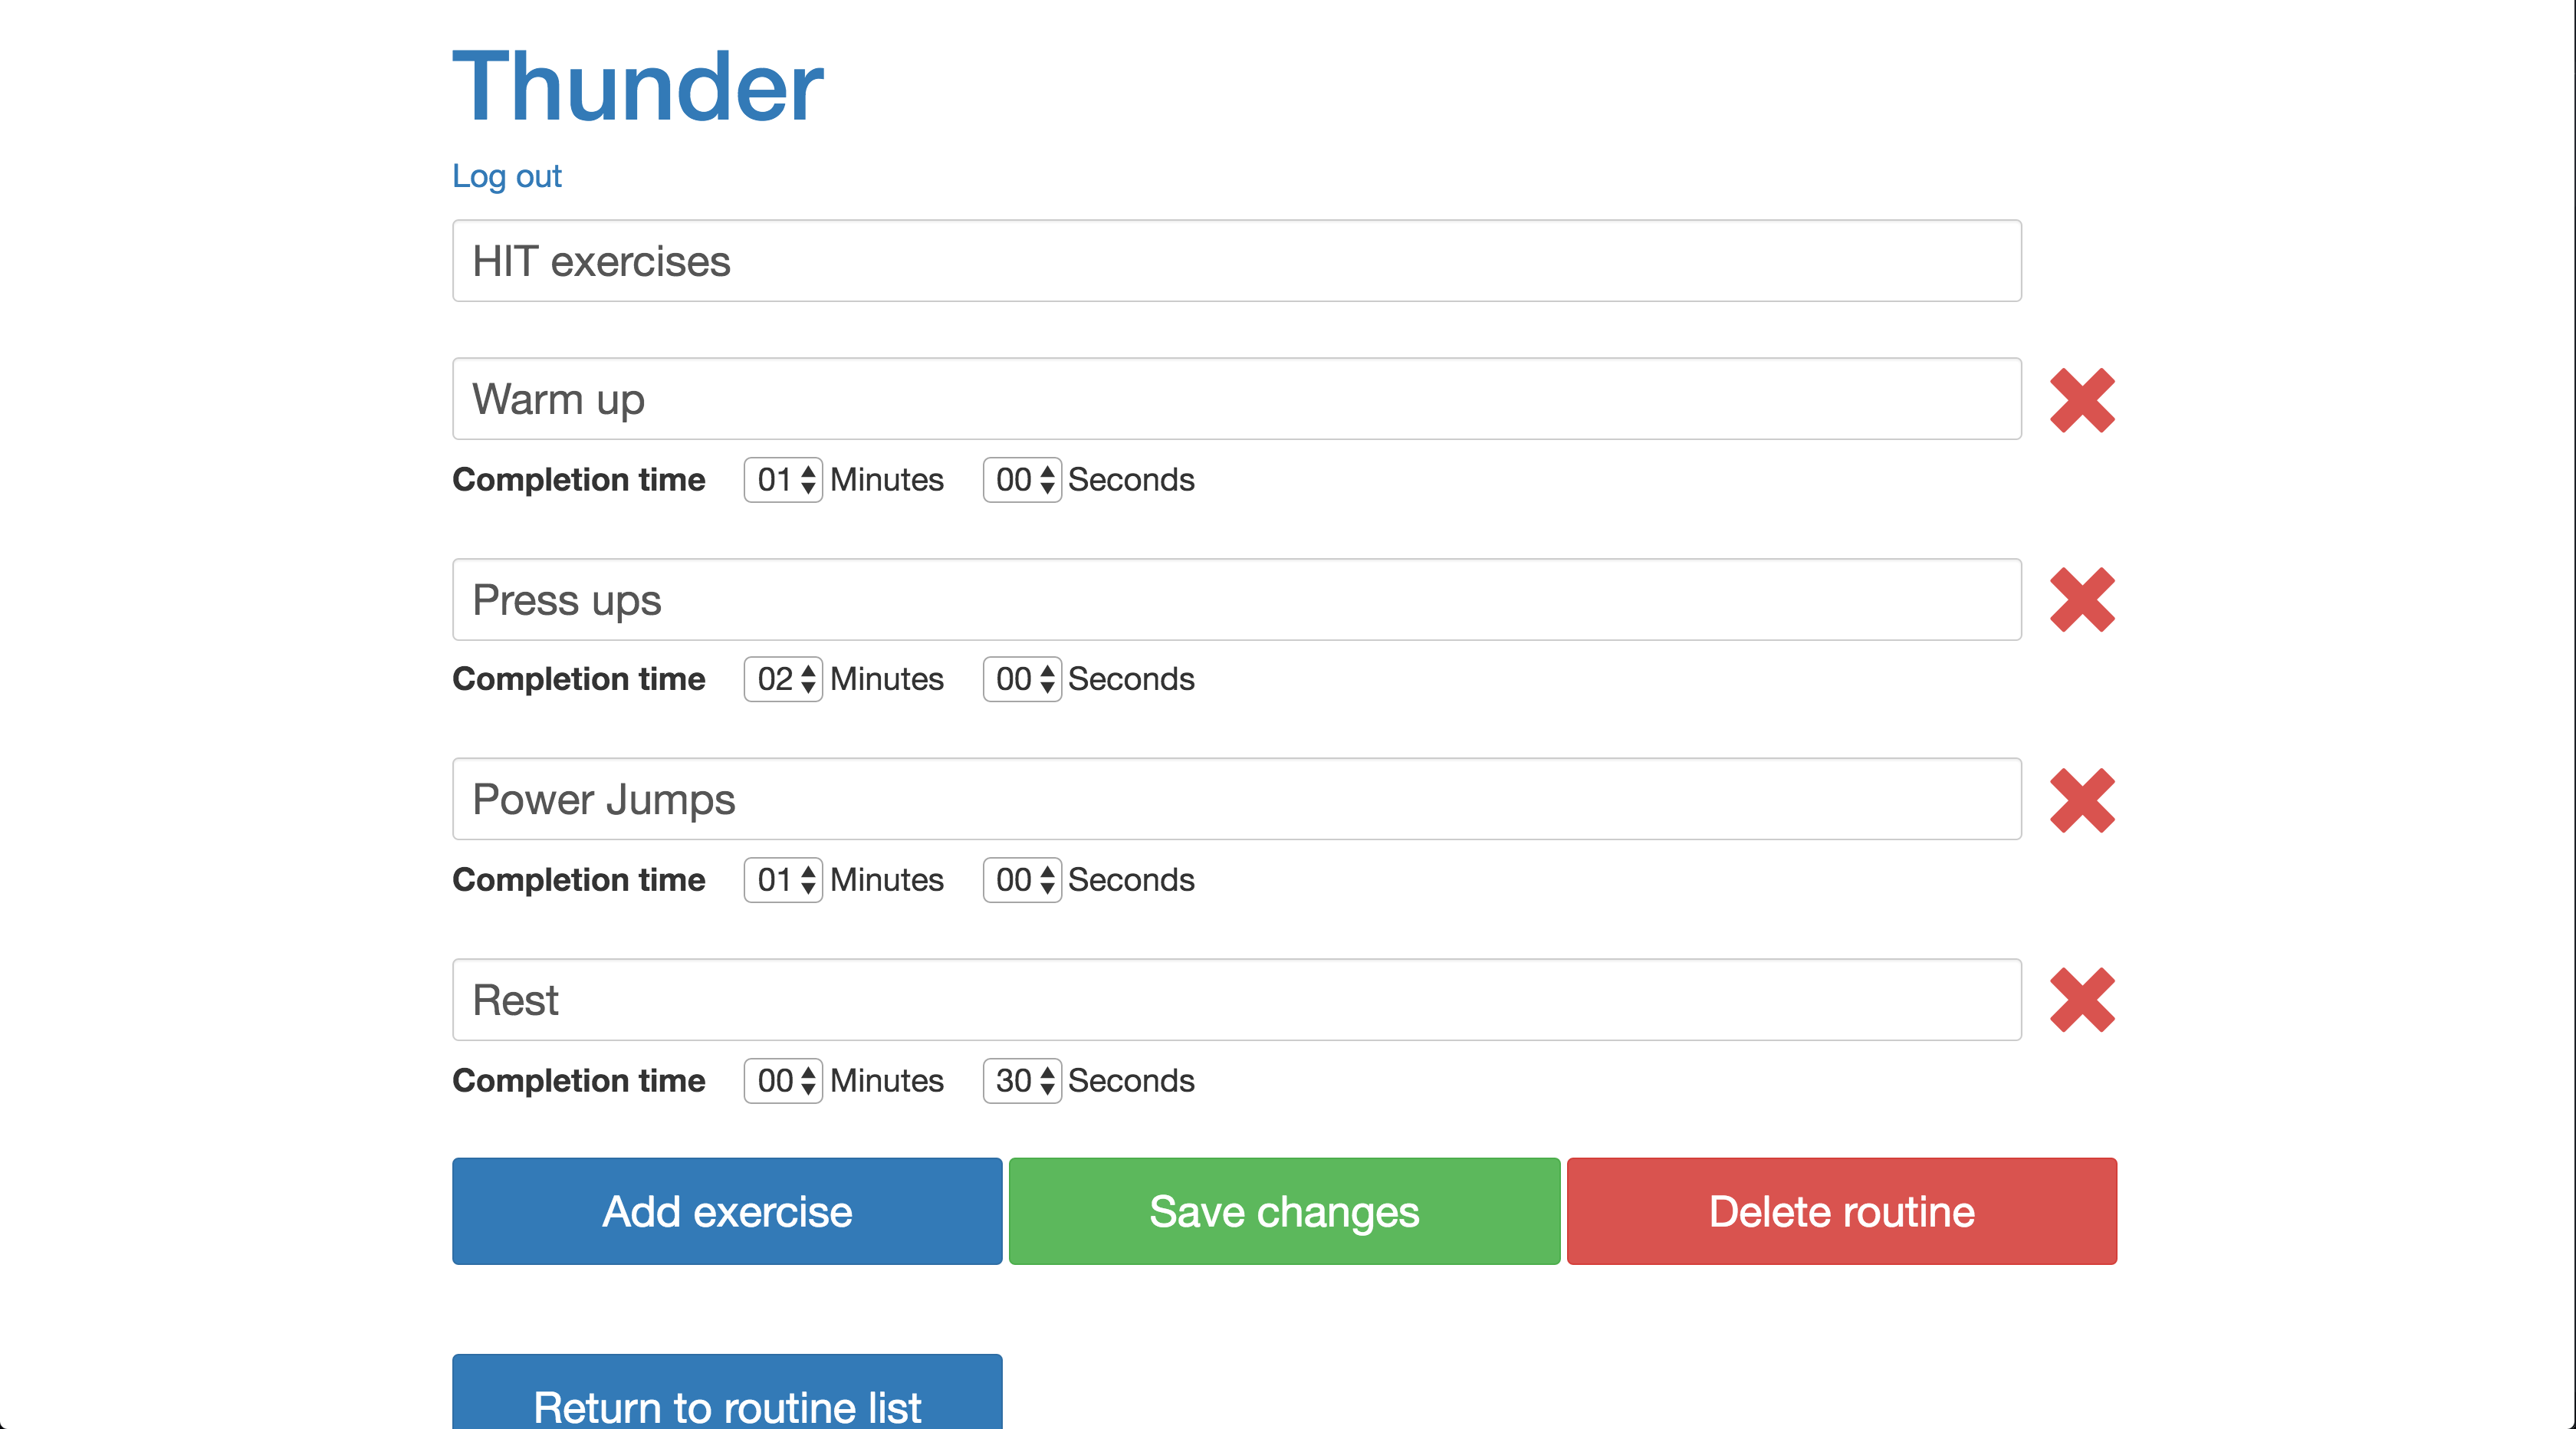 Thunder
Log out
HIT exercises
Warm up
Completion time 01 Minutes 00 Seconds
Press ups
Completion time 02 Minutes 00 Seconds
Power Jumps
Completion time 01 Minutes 00 Seconds
Rest
Completion time 00 Minutes 30 Seconds
Add exercise Save changes Delete routine
Return to routine list